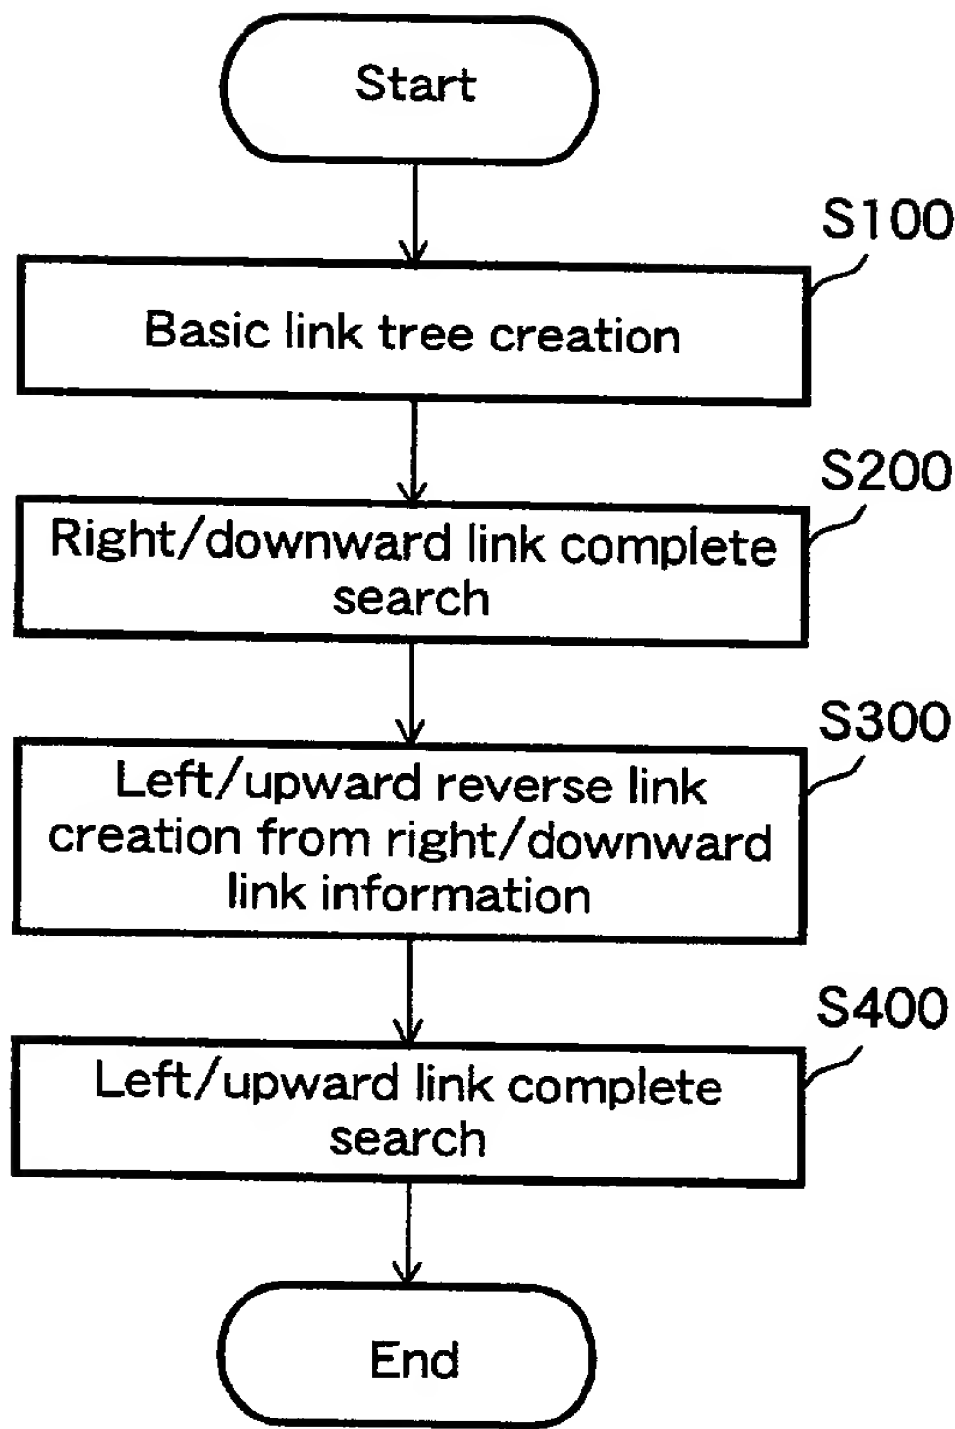 Start
S100
Basic link tree creation
S200
Right/downward link complete
search
S300
Left/upward reverse link
creation from right/downward
link information
S400
Left/upward link complete
search
End